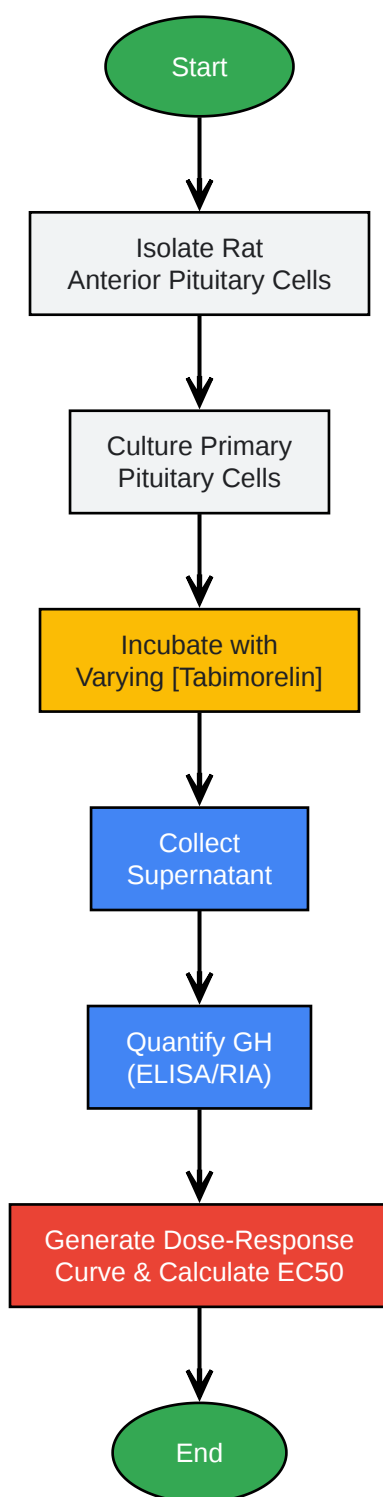 Start
Isolate Rat
Anterior Pituitary Cells
Culture Primary
Pituitary Cells
Incubate with
Varying [Tabimorelin]
Collect
Supernatant
Quantify GH
(ELISA/RIA)
Generate Dose-Response
Curve & Calculate EC50
End